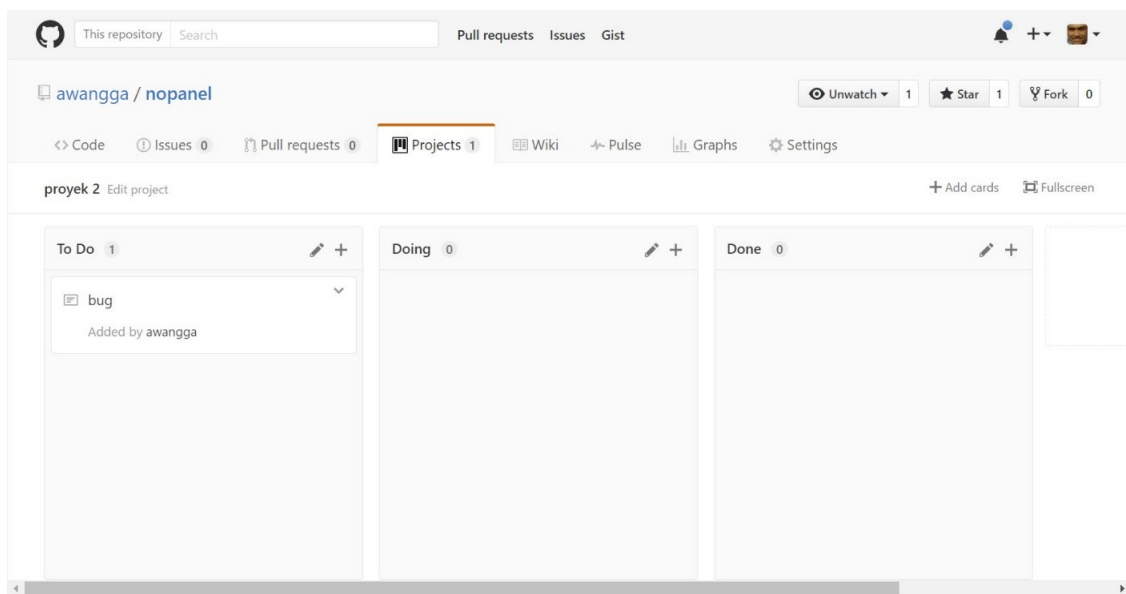 This repository Search Pull requests Issues Gist
awangga / nopanel Unwatch 1 Star 1 Fork 0
Code Issues 0 Pull requests 0 Projects 1 Wiki Pulse Graphs Settings
proyek 2 Edit project Add cards Fullscreen
To Do 1 Doing 0 Done 0
bug
Added by awangga